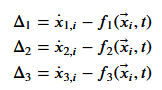 Δ₁ = ẋ₁,ᵢ − f₁(x⃗ᵢ, t)
Δ₂ = ẋ₂,ᵢ − f₂(x⃗ᵢ, t)
Δ₃ = ẋ₃,ᵢ − f₃(x⃗ᵢ, t)